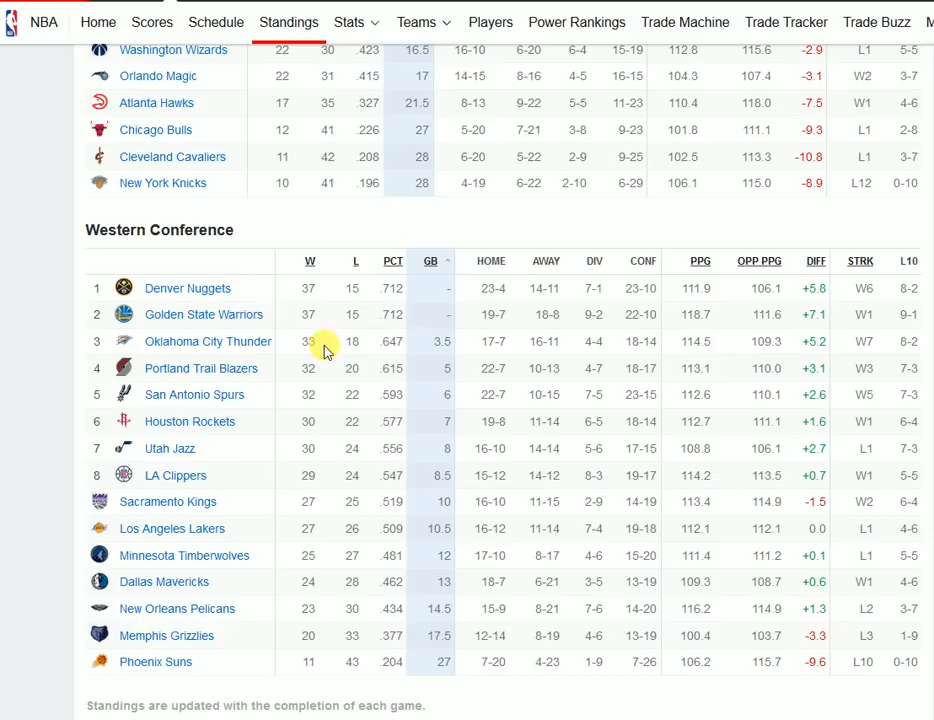 NBA Home Scores Schedule Standings Stats Teams Players Power Rankings Trade Machine Trade Tracker Trade Buzz
Washington Wizards 22 30 .423 16.5 16-10 6-20 6-4 15-19 112.8 115.6 -2.9 L1 5-5
Orlando Magic 22 31 .415 17 14-15 8-16 4-5 16-15 104.3 107.4 -3.1 W2 3-7
Atlanta Hawks 17 35 .327 21.5 8-13 9-22 5-5 11-23 110.4 118.0 -7.5 W1 4-6
Chicago Bulls 12 41 .226 27 5-20 7-21 3-8 9-23 101.8 111.1 -9.3 L1 2-8
Cleveland Cavaliers 11 42 .208 28 6-20 5-22 2-9 9-25 102.5 113.3 -10.8 L1 3-7
New York Knicks 10 41 .196 28 4-19 6-22 2-10 6-29 106.1 115.0 -8.9 L12 0-10
Western Conference
W L PCT GB HOME AWAY DIV CONF PPG OPP PPG DIFF STRK L10
1 Denver Nuggets 37 15 .712 - 23-4 14-11 7-1 23-10 111.9 106.1 +5.8 W6 8-2
2 Golden State Warriors 37 15 .712 - 19-7 18-8 9-2 22-10 118.7 111.6 +7.1 W1 9-1
3 Oklahoma City Thunder 33 18 .647 3.5 17-7 16-11 4-4 18-14 114.5 109.3 +5.2 W7 8-2
4 Portland Trail Blazers 32 20 .615 5 22-7 10-13 4-7 18-17 113.1 110.0 +3.1 W3 7-3
5 San Antonio Spurs 32 22 .593 6 22-7 10-15 7-5 23-15 112.6 110.1 +2.6 W5 7-3
6 Houston Rockets 30 22 .577 7 19-8 11-14 6-5 18-14 112.7 111.1 +1.6 W1 6-4
7 Utah Jazz 30 24 .556 8 16-10 14-14 5-6 17-15 108.8 106.1 +2.7 L1 7-3
8 LA Clippers 29 24 .547 8.5 15-12 14-12 8-3 19-17 114.2 113.5 +0.7 W1 5-5
Sacramento Kings 27 25 .519 10 16-10 11-15 2-9 14-19 113.4 114.9 -1.5 W2 6-4
Los Angeles Lakers 27 26 .509 10.5 16-12 11-14 7-4 19-18 112.1 112.1 0.0 L1 4-6
Minnesota Timberwolves 25 27 .481 12 17-10 8-17 4-6 15-20 111.4 111.2 +0.1 L1 5-5
Dallas Mavericks 24 28 .462 13 18-7 6-21 3-5 13-19 109.3 108.7 +0.6 W1 4-6
New Orleans Pelicans 23 30 .434 14.5 15-9 8-21 7-6 14-20 116.2 114.9 +1.3 L2 3-7
Memphis Grizzlies 20 33 .377 17.5 12-14 8-19 4-6 13-19 100.4 103.7 -3.3 L3 1-9
Phoenix Suns 11 43 .204 27 7-20 4-23 1-9 7-26 106.2 115.7 -9.6 L10 0-10
Standings are updated with the completion of each game.